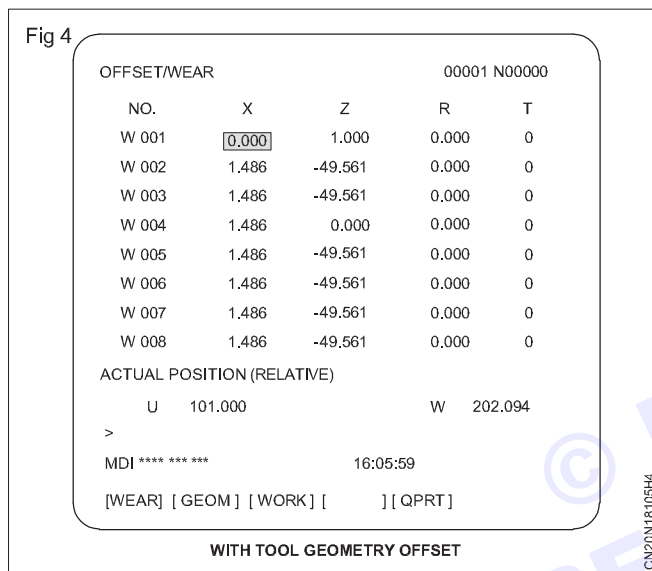 Fig 4
OFFSET/WEAR 00001 N00000
NO. X Z R T
W 001 0.000 1.000 0.000 0
W 002 1.486 -49.561 0.000 0
W 003 1.486 -49.561 0.000 0
W 004 1.486 0.000 0.000 0
W 005 1.486 -49.561 0.000 0
W 006 1.486 -49.561 0.000 0
W 007 1.486 -49.561 0.000 0
W 008 1.486 -49.561 0.000 0
ACTUAL POSITION (RELATIVE)
U 101.000 W 202.094
>
MDI **** *** *** 16:05:59
[WEAR] [ GEOM ] [ WORK ] [ ] [ QPRT ]
WITH TOOL GEOMETRY OFFSET
CN20N18105H4
©